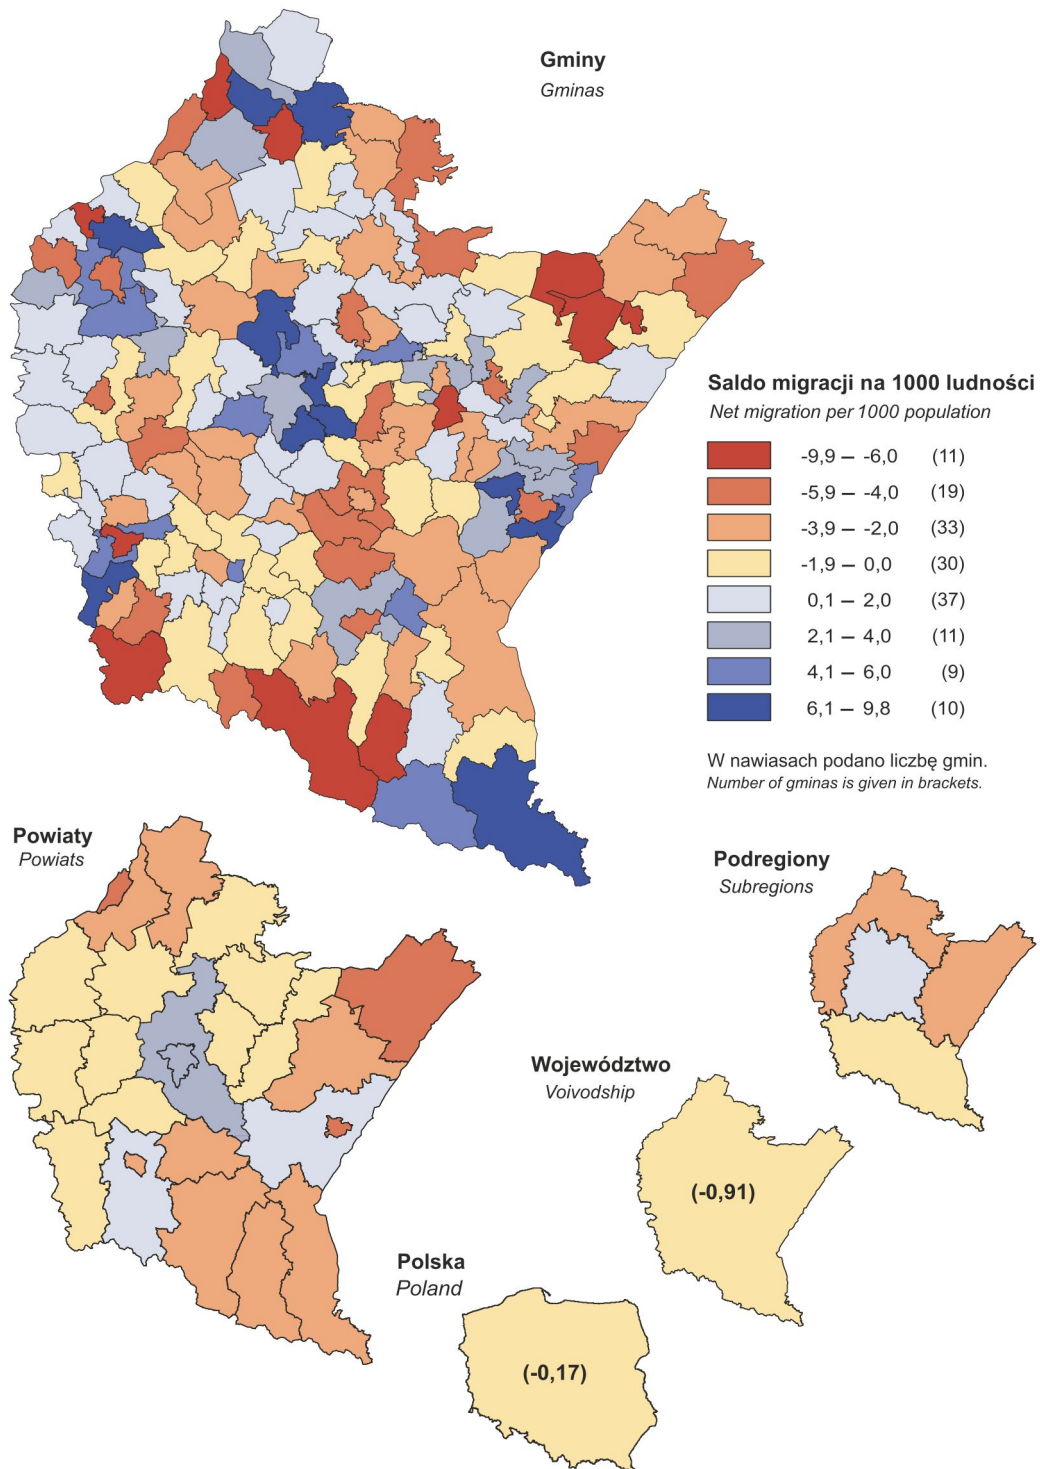 Gminy
Gminas
Saldo migracji na 1000 ludności
Net migration per 1000 population
-9,9 – -6,0 (11)
-5,9 – -4,0 (19)
-3,9 – -2,0 (33)
-1,9 – 0,0 (30)
0,1 – 2,0 (37)
2,1 – 4,0 (11)
4,1 – 6,0 (9)
6,1 – 9,8 (10)
W nawiasach podano liczbę gmin.
Number of gminas is given in brackets.
Powiaty
Powiats
Podregiony
Subregions
Województwo
Voivodship
(-0,91)
Polska
Poland
(-0,17)